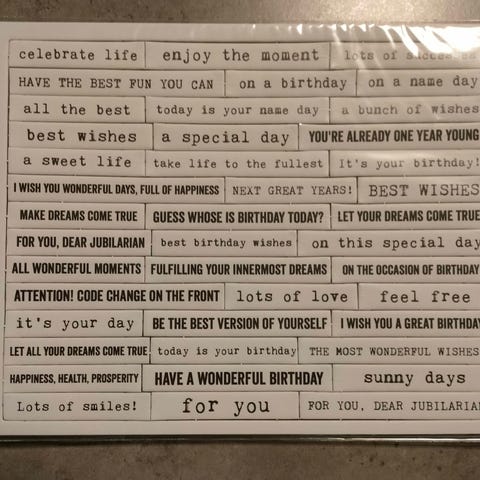 celebrate life enjoy the moment lots of successes
HAVE THE BEST FUN YOU CAN on a birthday on a name day
all the best today is your name day a bunch of wishes
best wishes a special day YOU'RE ALREADY ONE YEAR YOUNG
a sweet life take life to the fullest It's your birthday!
I WISH YOU WONDERFUL DAYS, FULL OF HAPPINESS NEXT GREAT YEARS! BEST WISHES
MAKE DREAMS COME TRUE GUESS WHOSE IS BIRTHDAY TODAY? LET YOUR DREAMS COME TRUE
FOR YOU, DEAR JUBILARIAN best birthday wishes on this special day
ALL WONDERFUL MOMENTS FULFILLING YOUR INNERMOST DREAMS ON THE OCCASION OF BIRTHDAY
ATTENTION! CODE CHANGE ON THE FRONT lots of love feel free
it's your day BE THE BEST VERSION OF YOURSELF I WISH YOU A GREAT BIRTHDAY
LET ALL YOUR DREAMS COME TRUE today is your birthday THE MOST WONDERFUL WISHES
HAPPINESS, HEALTH, PROSPERITY HAVE A WONDERFUL BIRTHDAY sunny days
Lots of smiles! for you FOR YOU, DEAR JUBILARIAN